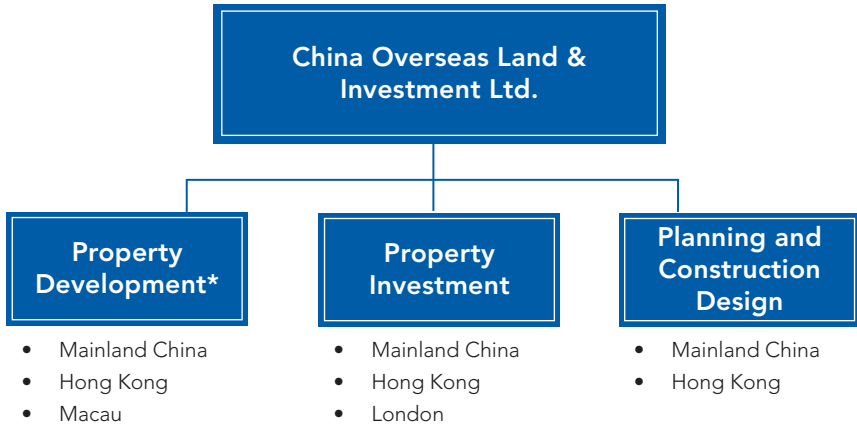 China Overseas Land &
Investment Ltd.
Property
Development*
• Mainland China
• Hong Kong
• Macau
Property
Investment
• Mainland China
• Hong Kong
• London
Planning and
Construction
Design
• Mainland China
• Hong Kong